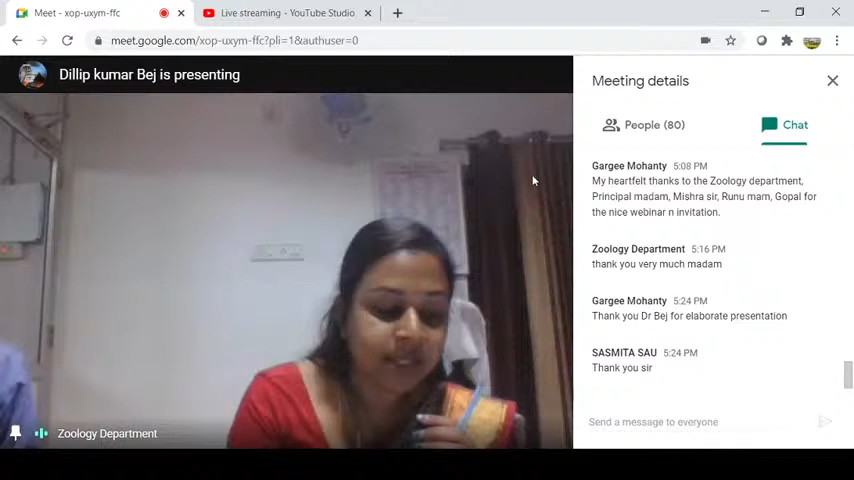 Meet - xop-uxym-ffc
Live streaming - YouTube Studio
meet.google.com/xop-uxym-ffc?pli=1&authuser=0
Dillip kumar Bej is presenting
Zoology Department
Meeting details
People (80)
Chat
Gargee Mohanty 5:08 PM
My heartfelt thanks to the Zoology department,
Principal madam, Mishra sir, Runu mam, Gopal for
the nice webinar n invitation.
Zoology Department 5:16 PM
thank you very much madam
Gargee Mohanty 5:24 PM
Thank you Dr Bej for elaborate presentation
SASMITA SAU 5:24 PM
Thank you sir
Send a message to everyone